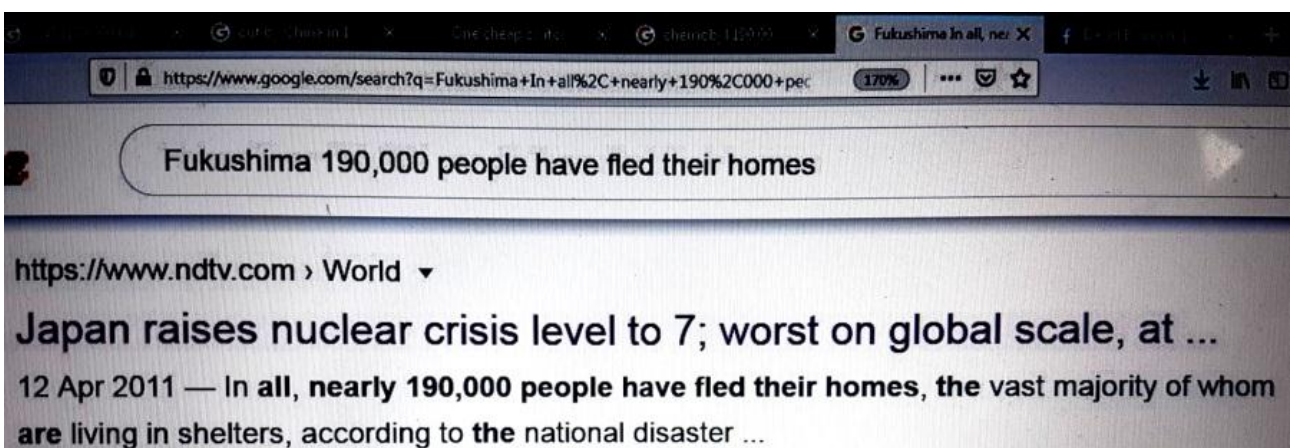 Fukushima In all, nea
https://www.google.com/search?q=Fukushima+In+all%2C+nearly+190%2C000+pec 170%
Fukushima 190,000 people have fled their homes
https://www.ndtv.com › World
Japan raises nuclear crisis level to 7; worst on global scale, at ...
12 Apr 2011 — In all, nearly 190,000 people have fled their homes, the vast majority of whom
are living in shelters, according to the national disaster ...